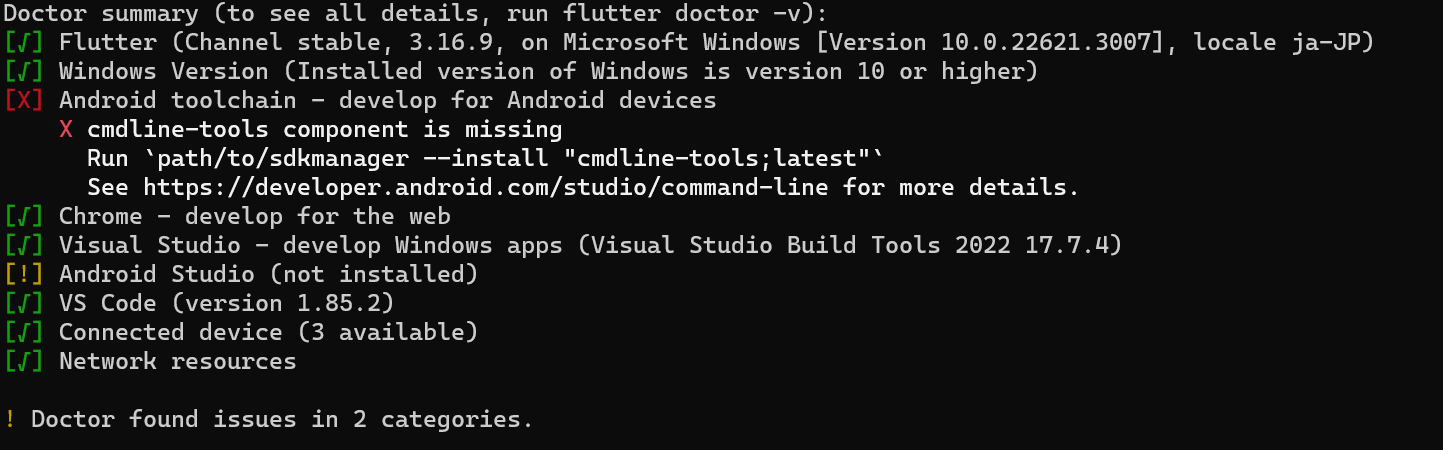 Doctor summary (to see all details, run flutter doctor -v):
[√] Flutter (Channel stable, 3.16.9, on Microsoft Windows [Version 10.0.22621.3007], locale ja-JP)
[√] Windows Version (Installed version of Windows is version 10 or higher)
[X] Android toolchain - develop for Android devices
    X cmdline-tools component is missing
      Run `path/to/sdkmanager --install "cmdline-tools;latest"`
      See https://developer.android.com/studio/command-line for more details.
[√] Chrome - develop for the web
[√] Visual Studio - develop Windows apps (Visual Studio Build Tools 2022 17.7.4)
[!] Android Studio (not installed)
[√] VS Code (version 1.85.2)
[√] Connected device (3 available)
[√] Network resources

! Doctor found issues in 2 categories.